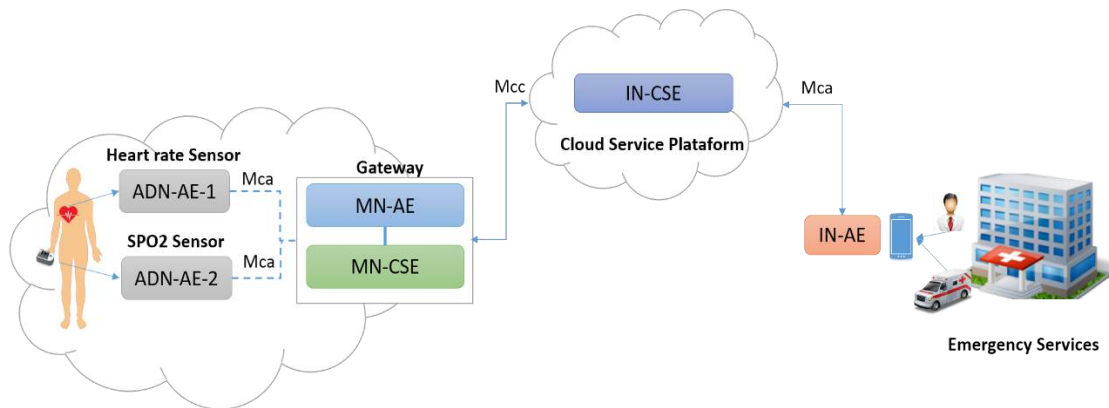 Heart rate Sensor
ADN-AE-1
Mca
SPO2 Sensor
ADN-AE-2
Mca
Gateway
MN-AE
MN-CSE
Mcc
IN-CSE
Cloud Service Plataform
Mca
IN-AE
Emergency Services